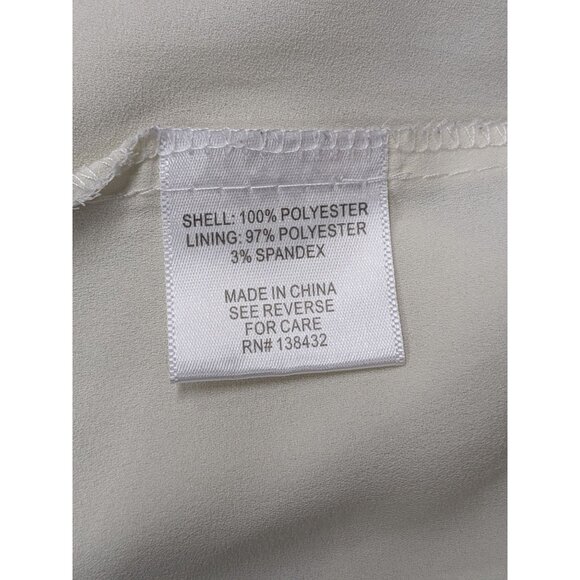 SHELL: 100% POLYESTER
LINING: 97% POLYESTER
3% SPANDEX
MADE IN CHINA
SEE REVERSE
FOR CARE
RN# 138432